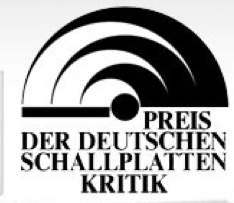 PREIS
DER DEUTSCHEN
SCHALLPLATTEN
KRITIK